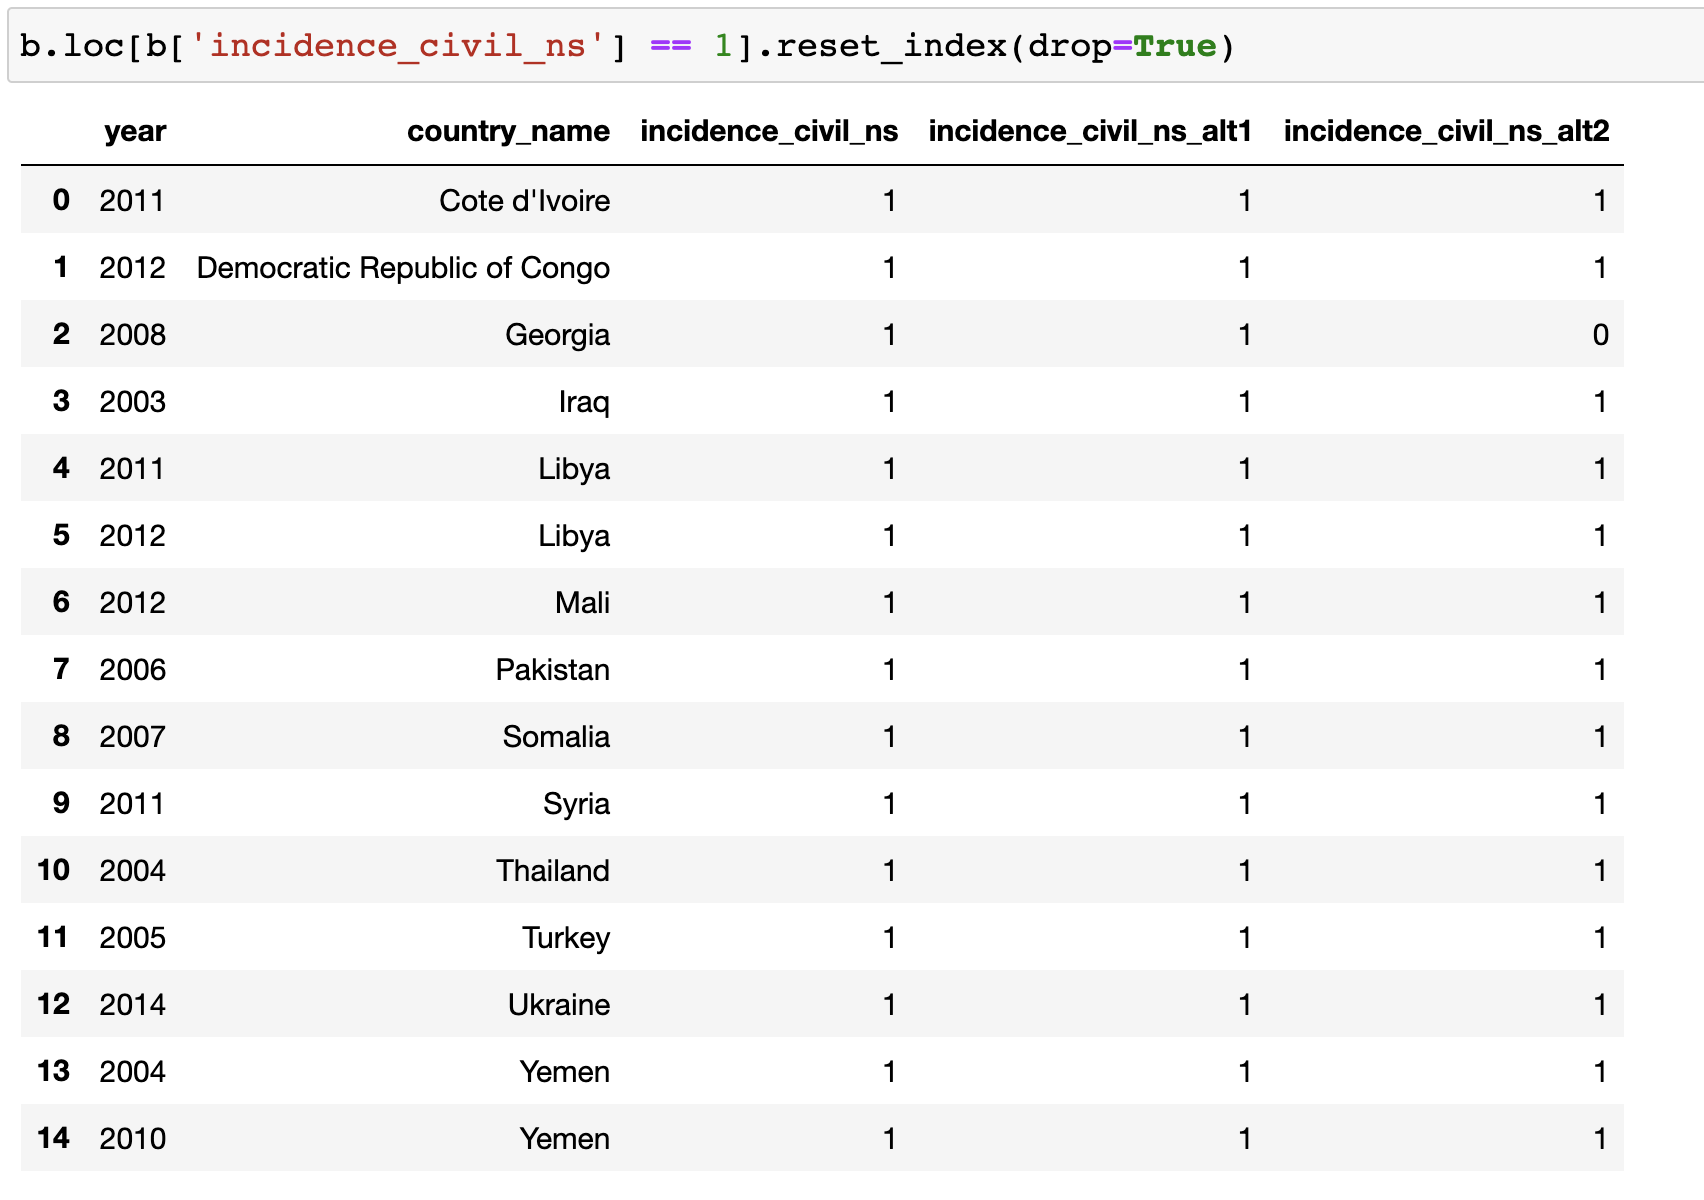 b.loc[b['incidence_civil_ns'] == 1].reset_index(drop=True)
year country_name incidence_civil_ns incidence_civil_ns_alt1 incidence_civil_ns_alt2
0 2011 Cote d'Ivoire 1 1 1
1 2012 Democratic Republic of Congo 1 1 1
2 2008 Georgia 1 1 0
3 2003 Iraq 1 1 1
4 2011 Libya 1 1 1
5 2012 Libya 1 1 1
6 2012 Mali 1 1 1
7 2006 Pakistan 1 1 1
8 2007 Somalia 1 1 1
9 2011 Syria 1 1 1
10 2004 Thailand 1 1 1
11 2005 Turkey 1 1 1
12 2014 Ukraine 1 1 1
13 2004 Yemen 1 1 1
14 2010 Yemen 1 1 1